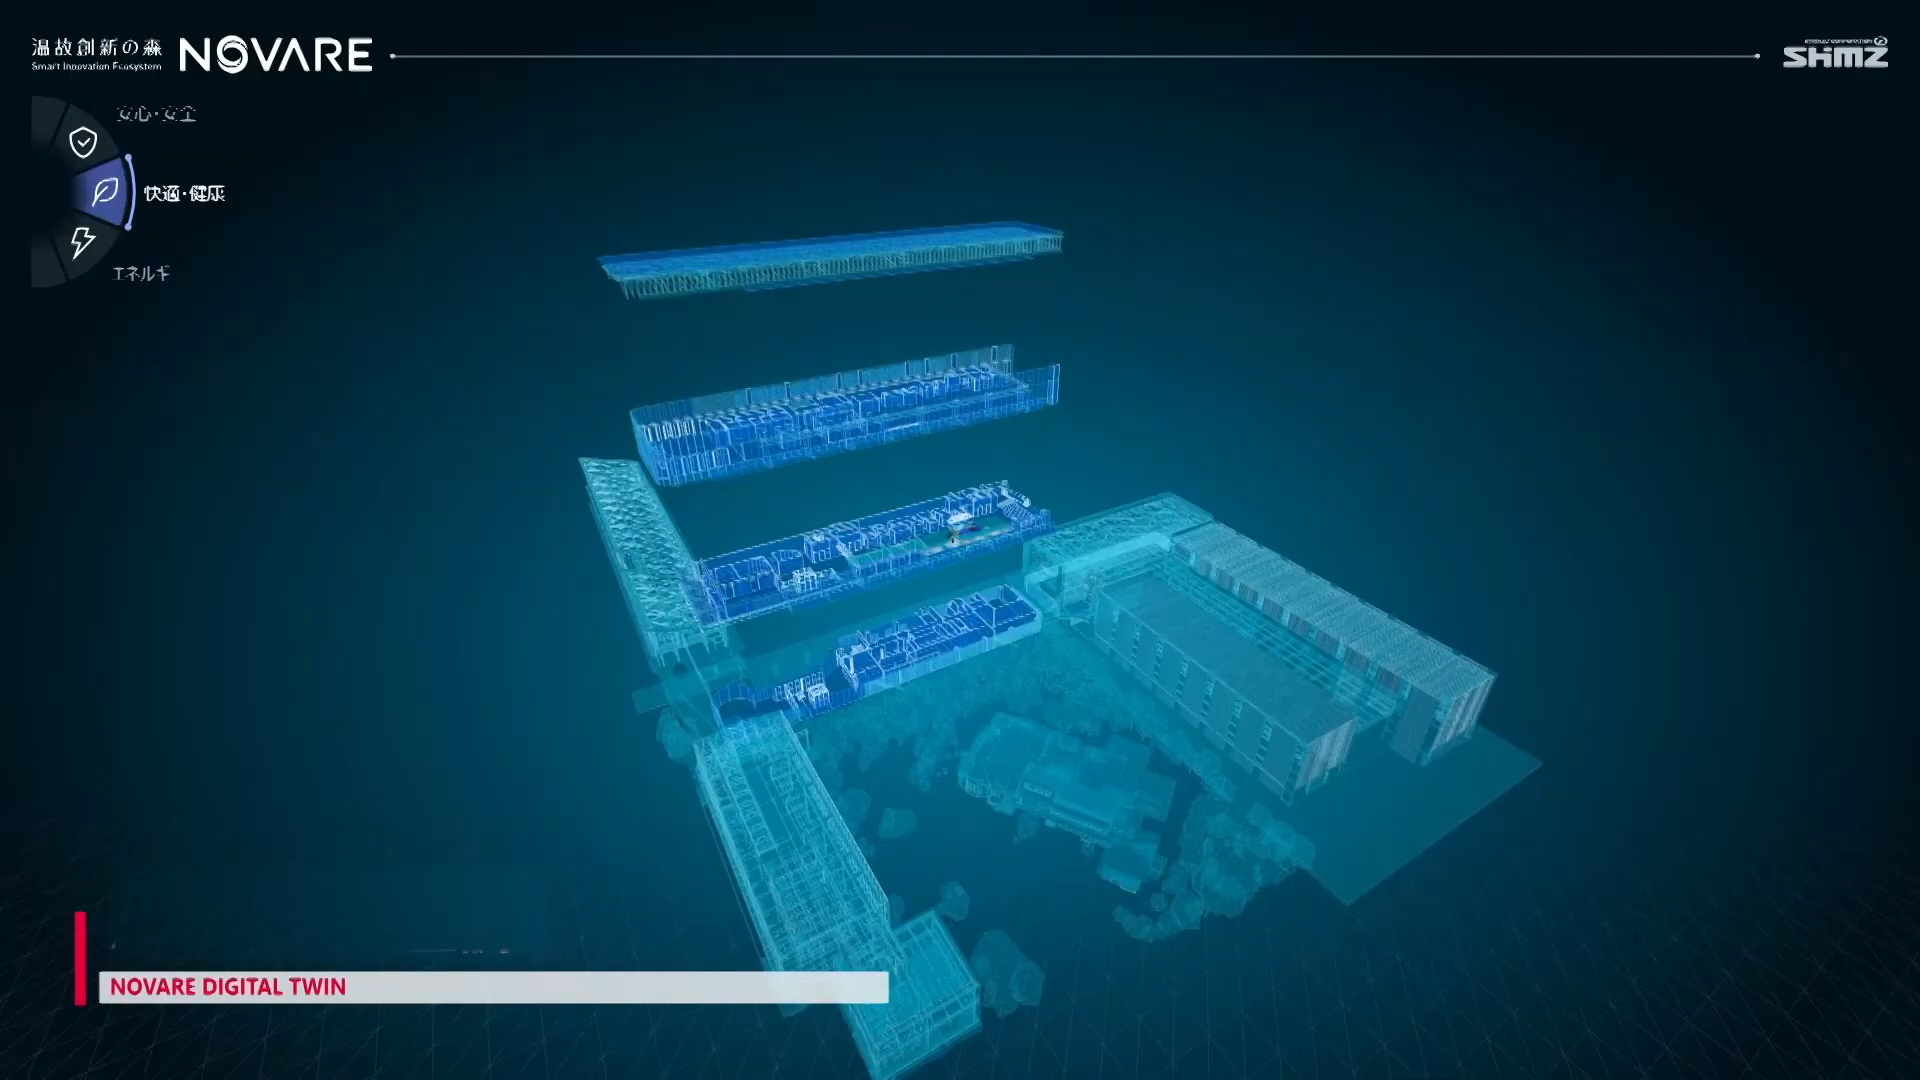 温故創新の森
Smart Innovation Ecosystem
NOVARE
SHIMZ
安心・安全
快適・健康
エネルギ
NOVARE DIGITAL TWIN